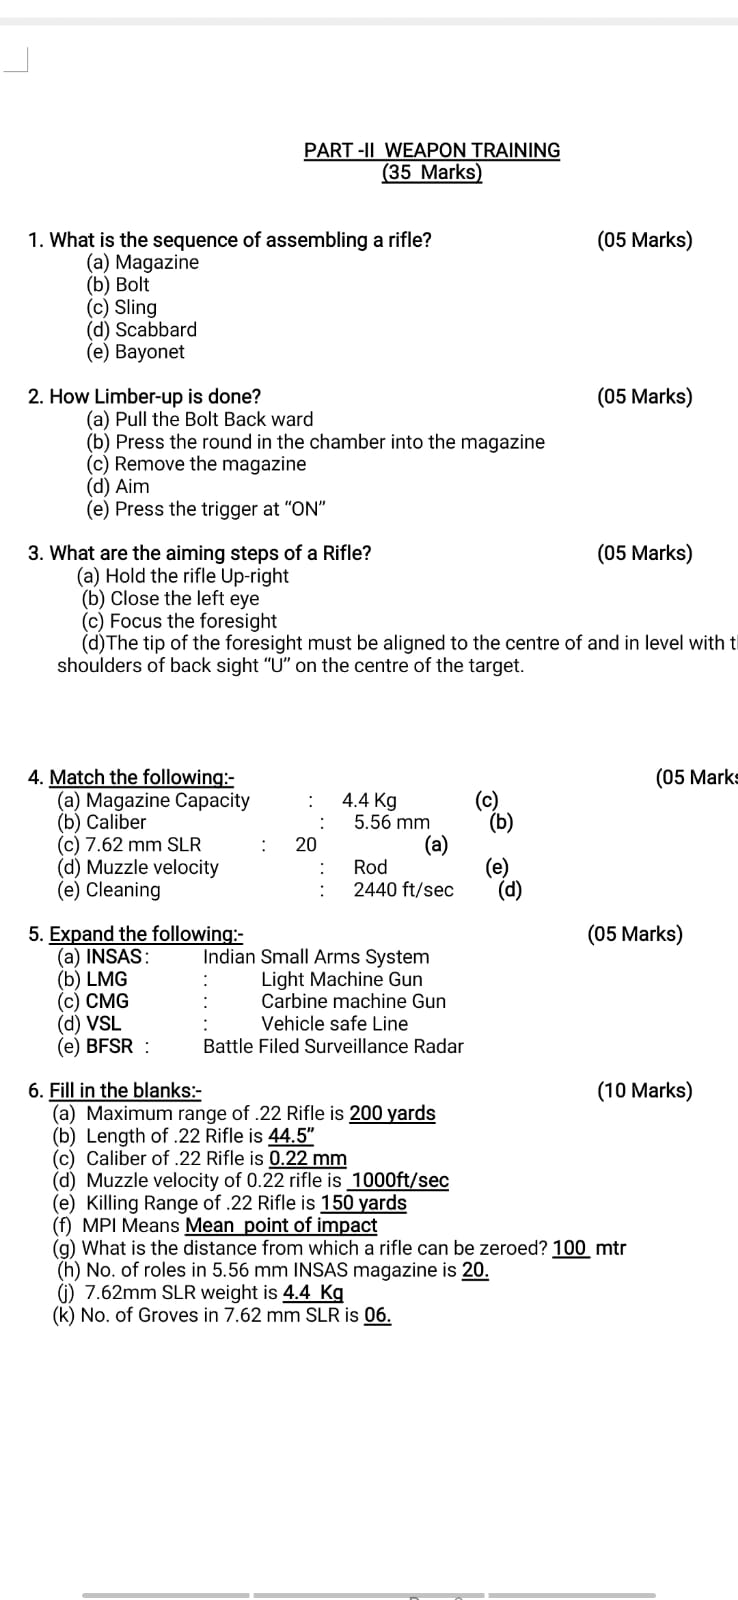 PART -II WEAPON TRAINING
(35 Marks)
1. What is the sequence of assembling a rifle? (05 Marks)
(a) Magazine
(b) Bolt
(c) Sling
(d) Scabbard
(e) Bayonet
2. How Limber-up is done? (05 Marks)
(a) Pull the Bolt Back ward
(b) Press the round in the chamber into the magazine
(c) Remove the magazine
(d) Aim
(e) Press the trigger at “ON”
3. What are the aiming steps of a Rifle? (05 Marks)
(a) Hold the rifle Up-right
(b) Close the left eye
(c) Focus the foresight
(d)The tip of the foresight must be aligned to the centre of and in level with
shoulders of back sight “U” on the centre of the target.
4. Match the following:- (05 Marks
(a) Magazine Capacity : 4.4 Kg (c)
(b) Caliber : 5.56 mm (b)
(c) 7.62 mm SLR : 20 (a)
(d) Muzzle velocity : Rod (e)
(e) Cleaning : 2440 ft/sec (d)
5. Expand the following:- (05 Marks)
(a) INSAS: Indian Small Arms System
(b) LMG : Light Machine Gun
(c) CMG : Carbine machine Gun
(d) VSL : Vehicle safe Line
(e) BFSR : Battle Filed Surveillance Radar
6. Fill in the blanks:- (10 Marks)
(a) Maximum range of .22 Rifle is 200 yards
(b) Length of .22 Rifle is 44.5”
(c) Caliber of .22 Rifle is 0.22 mm
(d) Muzzle velocity of 0.22 rifle is 1000ft/sec
(e) Killing Range of .22 Rifle is 150 yards
(f) MPI Means Mean point of impact
(g) What is the distance from which a rifle can be zeroed? 100 mtr
(h) No. of roles in 5.56 mm INSAS magazine is 20.
(j) 7.62mm SLR weight is 4.4 Kg
(k) No. of Groves in 7.62 mm SLR is 06.